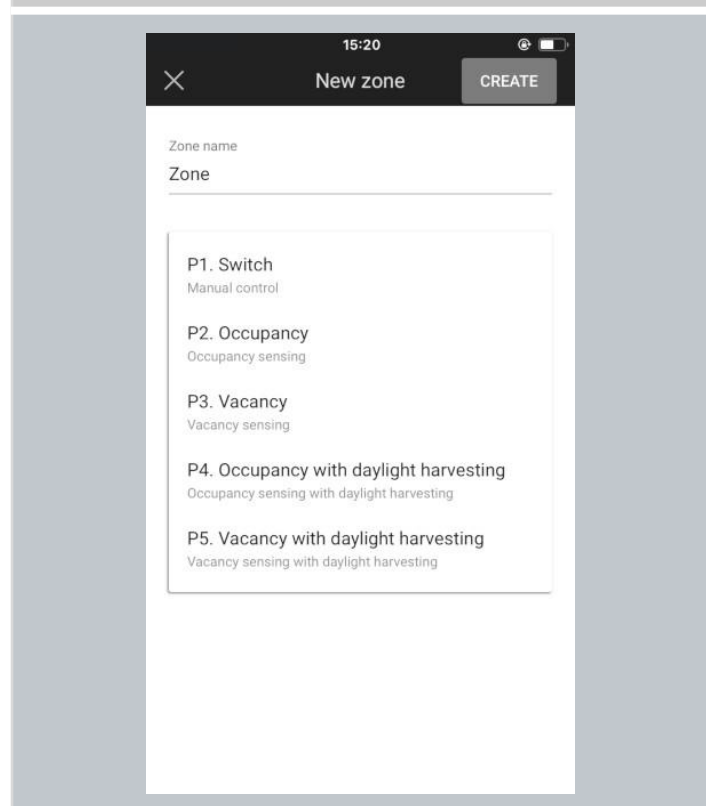 15:20
New zone
CREATE
Zone name
Zone
P1. Switch
Manual control
P2. Occupancy
Occupancy sensing
P3. Vacancy
Vacancy sensing
P4. Occupancy with daylight harvesting
Occupancy sensing with daylight harvesting
P5. Vacancy with daylight harvesting
Vacancy sensing with daylight harvesting